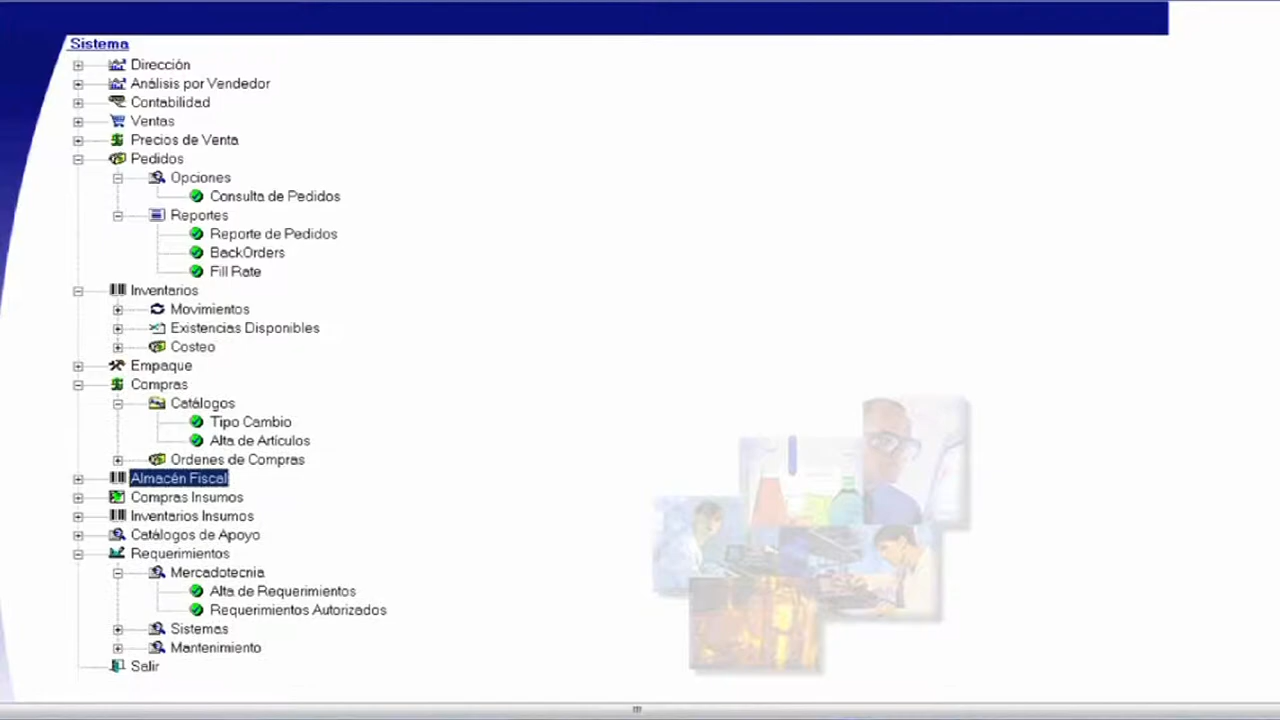 Sistema
Dirección
Análisis por Vendedor
Contabilidad
Ventas
Precios de Venta
Pedidos
Opciones
Consulta de Pedidos
Reportes
Reporte de Pedidos
BackOrders
Fill Rate
Inventarios
Movimientos
Existencias Disponibles
Costeo
Empaque
Compras
Catálogos
Tipo Cambio
Alta de Artículos
Ordenes de Compras
Almacén Fiscal
Compras Insumos
Inventarios Insumos
Catálogos de Apoyo
Requerimientos
Mercadotecnia
Alta de Requerimientos
Requerimientos Autorizados
Sistemas
Mantenimiento
Salir